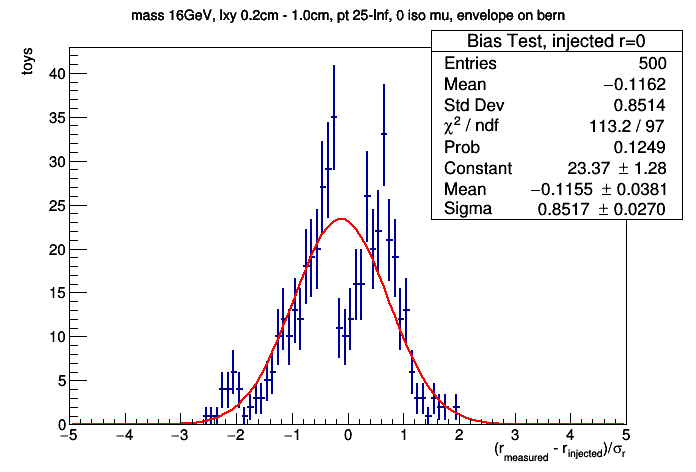 mass 16GeV, lxy 0.2cm - 1.0cm, pt 25-Inf, 0 iso mu, envelope on bern
toys
Bias Test, injected r=0
Entries 500
Mean −0.1162
Std Dev 0.8514
χ² / ndf 113.2 / 97
Prob 0.1249
Constant 23.37 ± 1.28
Mean −0.1155 ± 0.0381
Sigma 0.8517 ± 0.0270
40
35
30
25
20
15
10
5
0
−5 −4 −3 −2 −1 0 1 2 3 4 5
(r_measured - r_injected)/σ_r